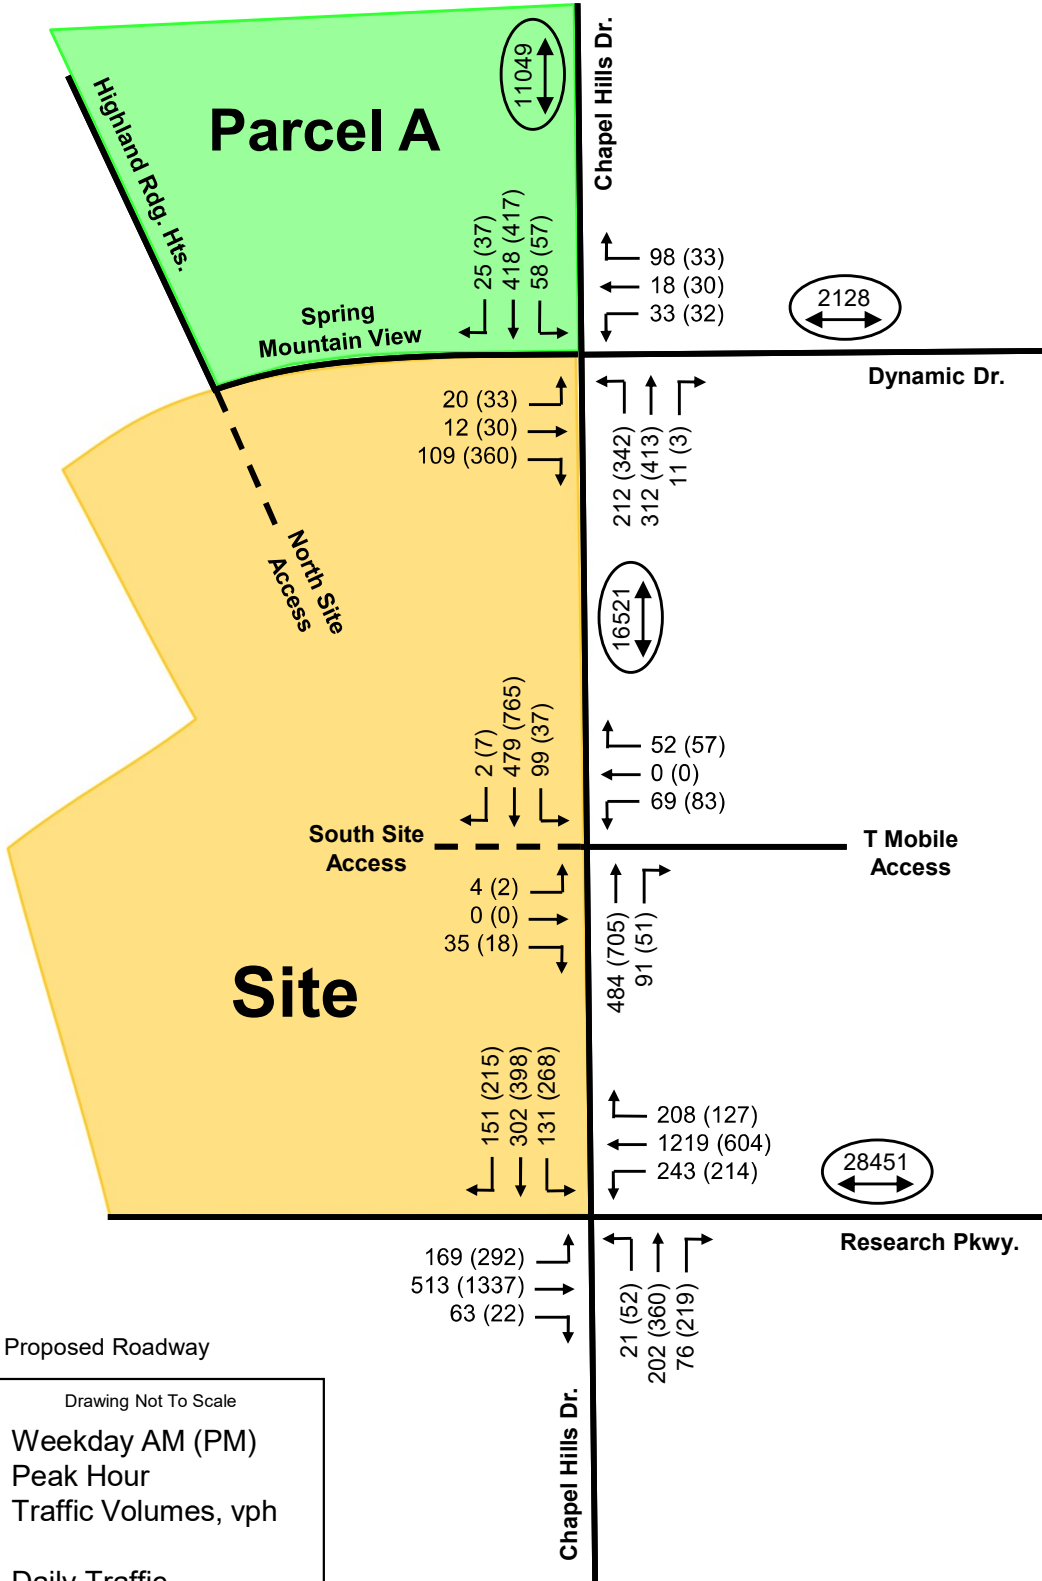 11049
Chapel Hills Dr.
Highland Rdg. Hts.
Parcel A
25 (37)
418 (417)
58 (57)
98 (33)
18 (30)
33 (32)
2128
Spring
Mountain View
Dynamic Dr.
20 (33)
12 (30)
109 (360)
212 (342)
312 (413)
11 (3)
North Site
Access
16521
2 (7)
479 (765)
99 (37)
52 (57)
0 (0)
69 (83)
South Site
Access
T Mobile
Access
4 (2)
0 (0)
35 (18)
484 (705)
91 (51)
Site
151 (215)
302 (398)
131 (268)
208 (127)
1219 (604)
243 (214)
28451
Research Pkwy.
169 (292)
513 (1337)
63 (22)
21 (52)
202 (360)
76 (219)
Proposed Roadway
Drawing Not To Scale
Weekday AM (PM)
Peak Hour
Traffic Volumes, vph
Daily Traffic
Chapel Hills Dr.